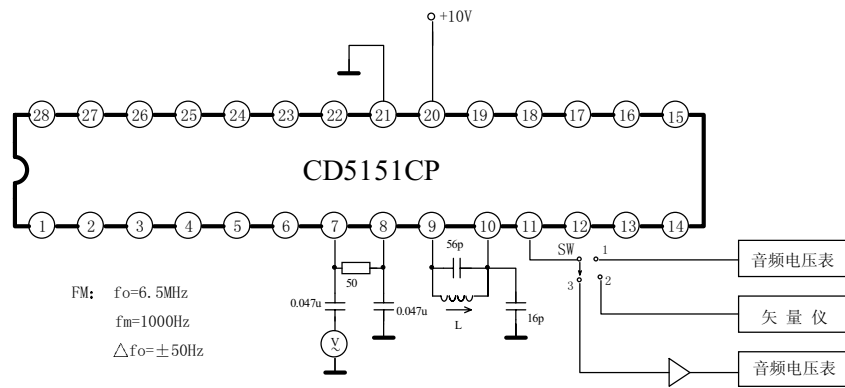 +10V
28 27 26 25 24 23 22 21 20 19 18 17 16 15
CD5151CP
1 2 3 4 5 6 7 8 9 10 11 12 13 14
56p
SW
1
2
3
音频电压表
50
0.047u
0.047u
L
16p
矢 量 仪
V
音频电压表
FM: fo=6.5MHz
fm=1000Hz
△fo=±50Hz